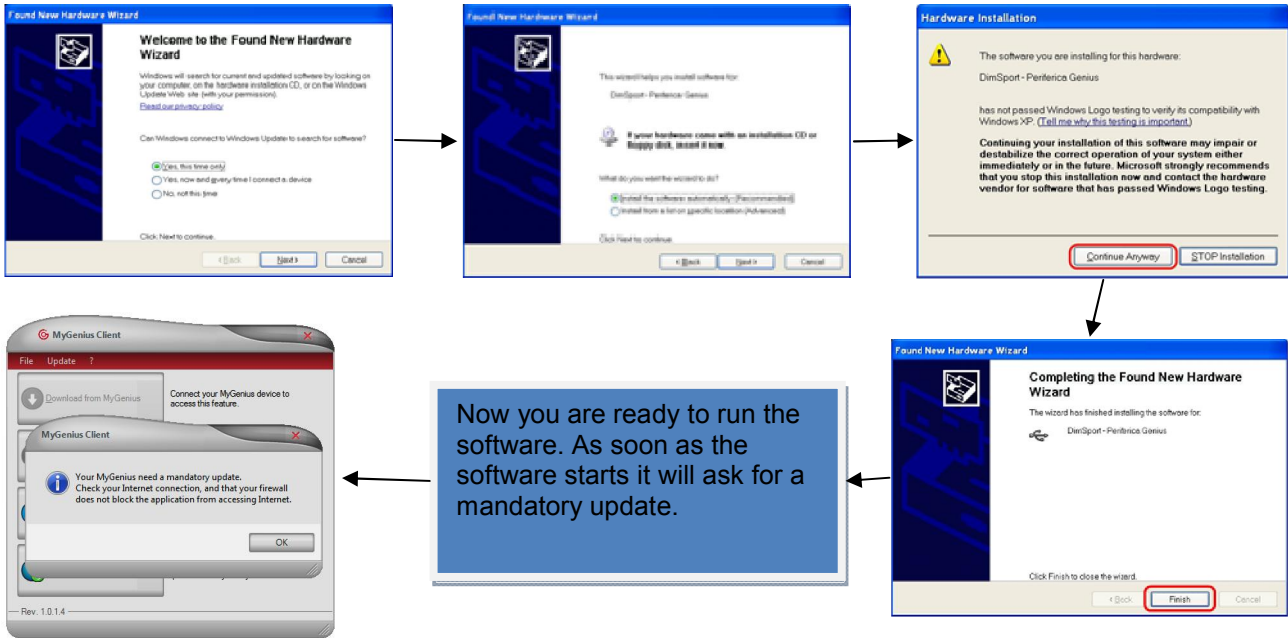 Found New Hardware Wizard
Welcome to the Found New Hardware
Wizard
Windows will search for current and updated software by looking on
your computer, on the hardware installation CD, or on the Windows
Update Web site (with your permission).
Read our privacy policy
Can Windows connect to Windows Update to search for software?
Yes, this time only
Yes, now and every time I connect a device
No, not this time
Click Next to continue.
< Back
Next >
Cancel
Found New Hardware Wizard
This wizard helps you install software for:
DimSport - Periferica Genius
If your hardware came with an installation CD or
floppy disk, insert it now.
What do you want the wizard to do?
Install the software automatically (Recommended)
Install from a list or specific location (Advanced)
Click Next to continue.
< Back
Next >
Cancel
Hardware Installation
The software you are installing for this hardware:
DimSport - Periferica Genius
has not passed Windows Logo testing to verify its compatibility with
Windows XP. (Tell me why this testing is important.)
Continuing your installation of this software may impair or
destabilize the correct operation of your system either
immediately or in the future. Microsoft strongly recommends
that you stop this installation now and contact the hardware
vendor for software that has passed Windows Logo testing.
Continue Anyway
STOP Installation
MyGenius Client
File Update ?
Download from MyGenius
Connect your MyGenius device to
access this feature.
MyGenius Client
Your MyGenius need a mandatory update.
Check your Internet connection, and that your firewall
does not block the application from accessing Internet.
OK
Rev. 1.0.1.4
Now you are ready to run the
software. As soon as the
software starts it will ask for a
mandatory update.
Found New Hardware Wizard
Completing the Found New Hardware
Wizard
The wizard has finished installing the software for:
DimSport - Periferica Genius
Click Finish to close the wizard.
< Back
Finish
Cancel